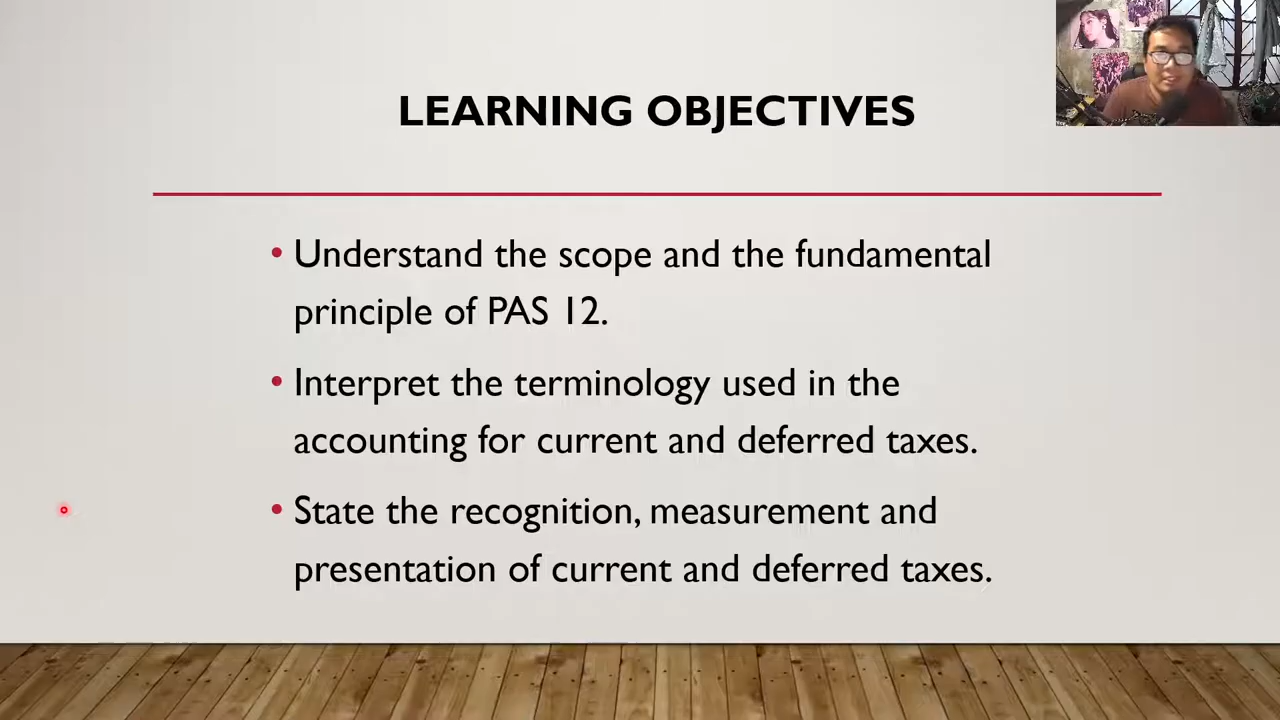 LEARNING OBJECTIVES
• Understand the scope and the fundamental
principle of PAS 12.
• Interpret the terminology used in the
accounting for current and deferred taxes.
• State the recognition, measurement and
presentation of current and deferred taxes.